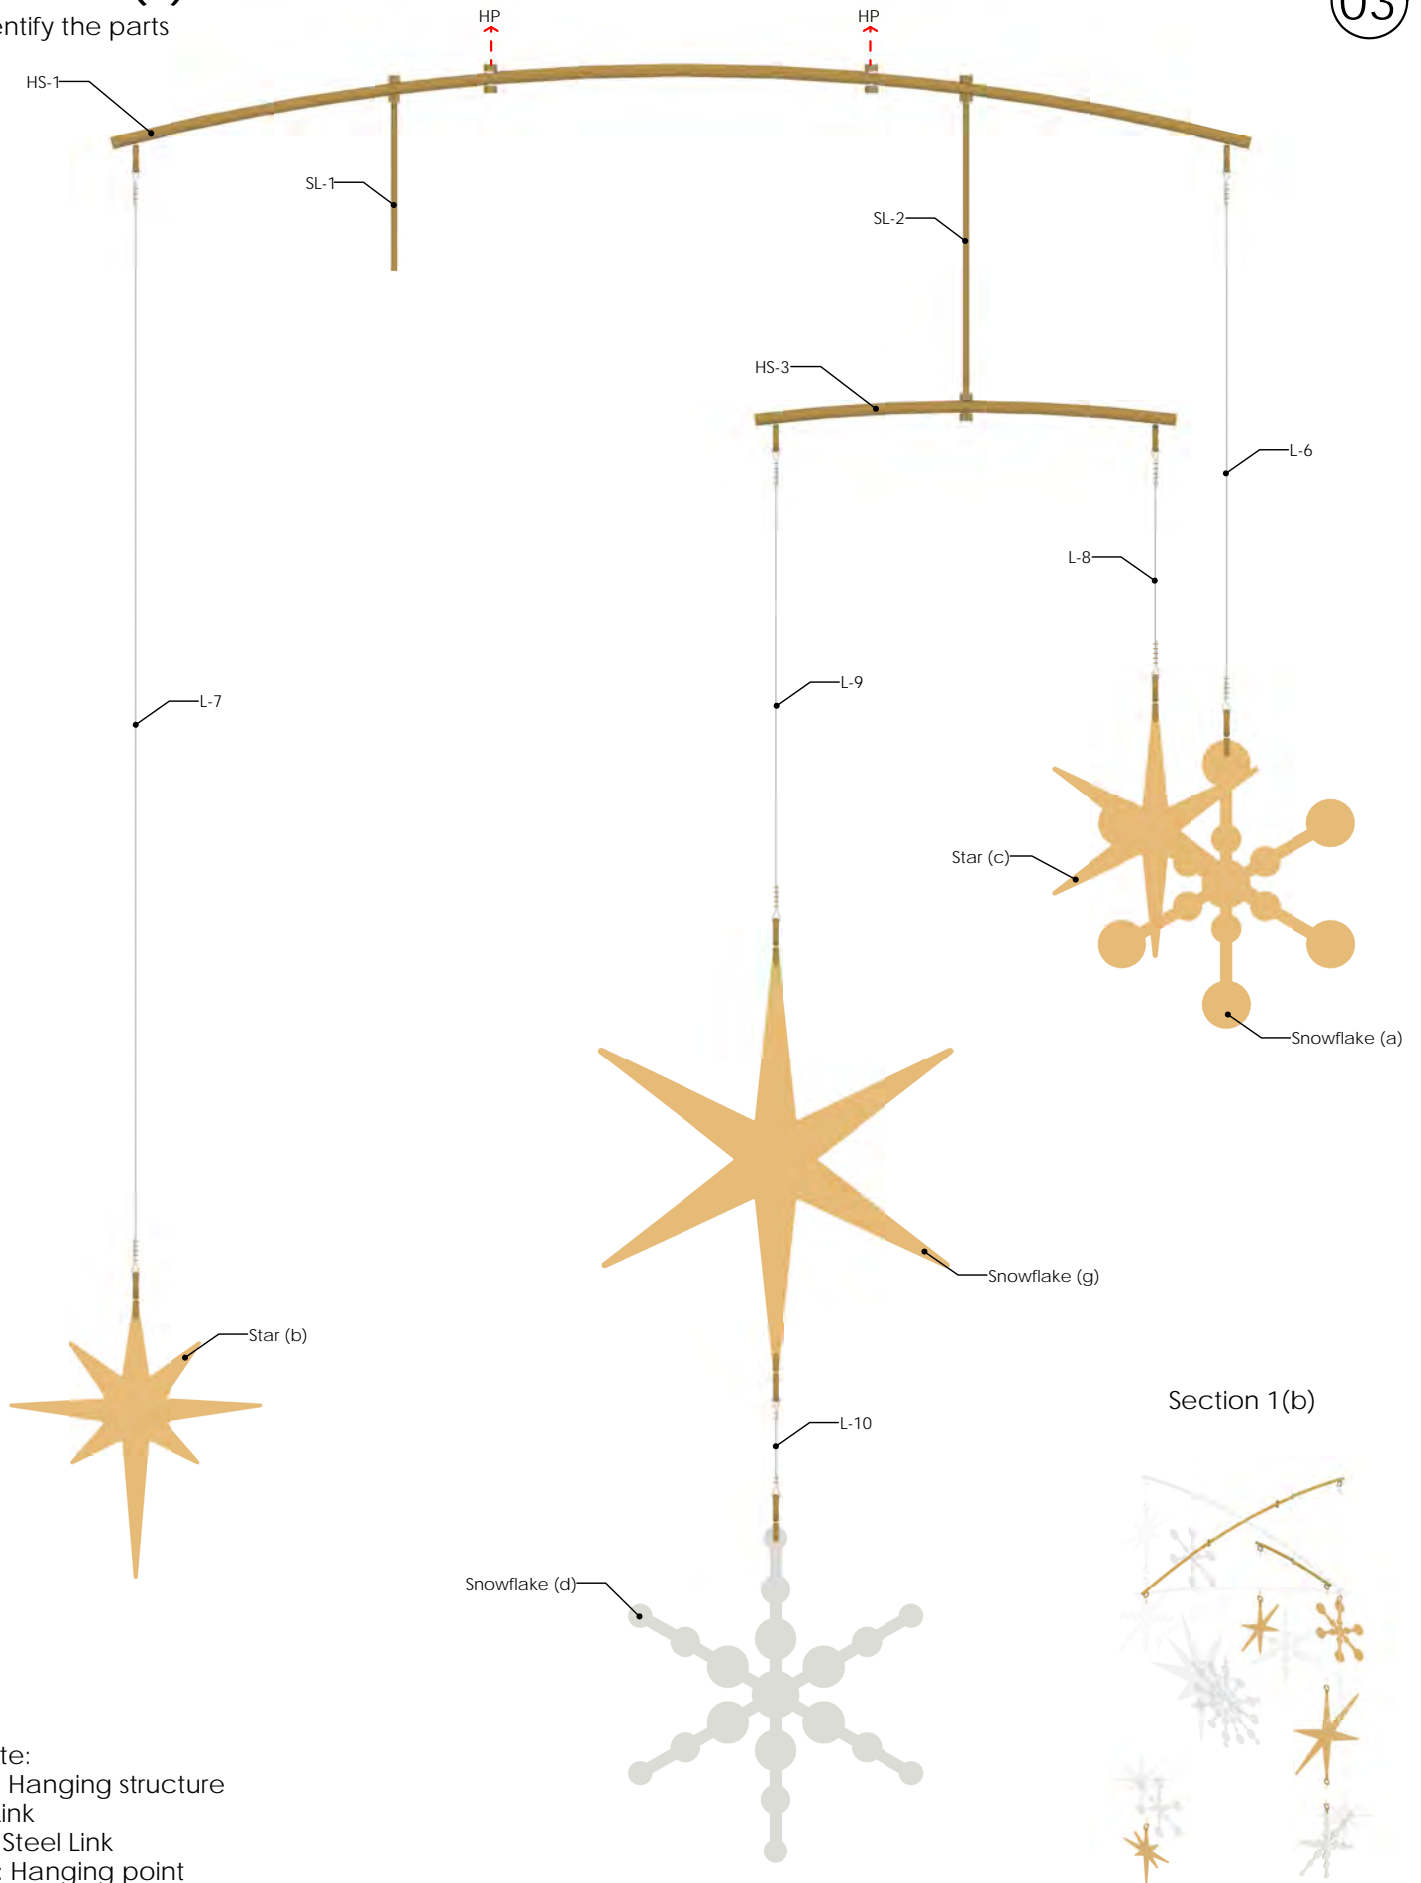 entify the parts
03
HP
HP
HS-1
SL-1
SL-2
HS-3
L-6
L-8
L-9
L-7
Star (c)
Snowflake (a)
Snowflake (g)
Star (b)
L-10
Section 1(b)
Snowflake (d)
te:
Hanging structure
ink
Steel Link
: Hanging point